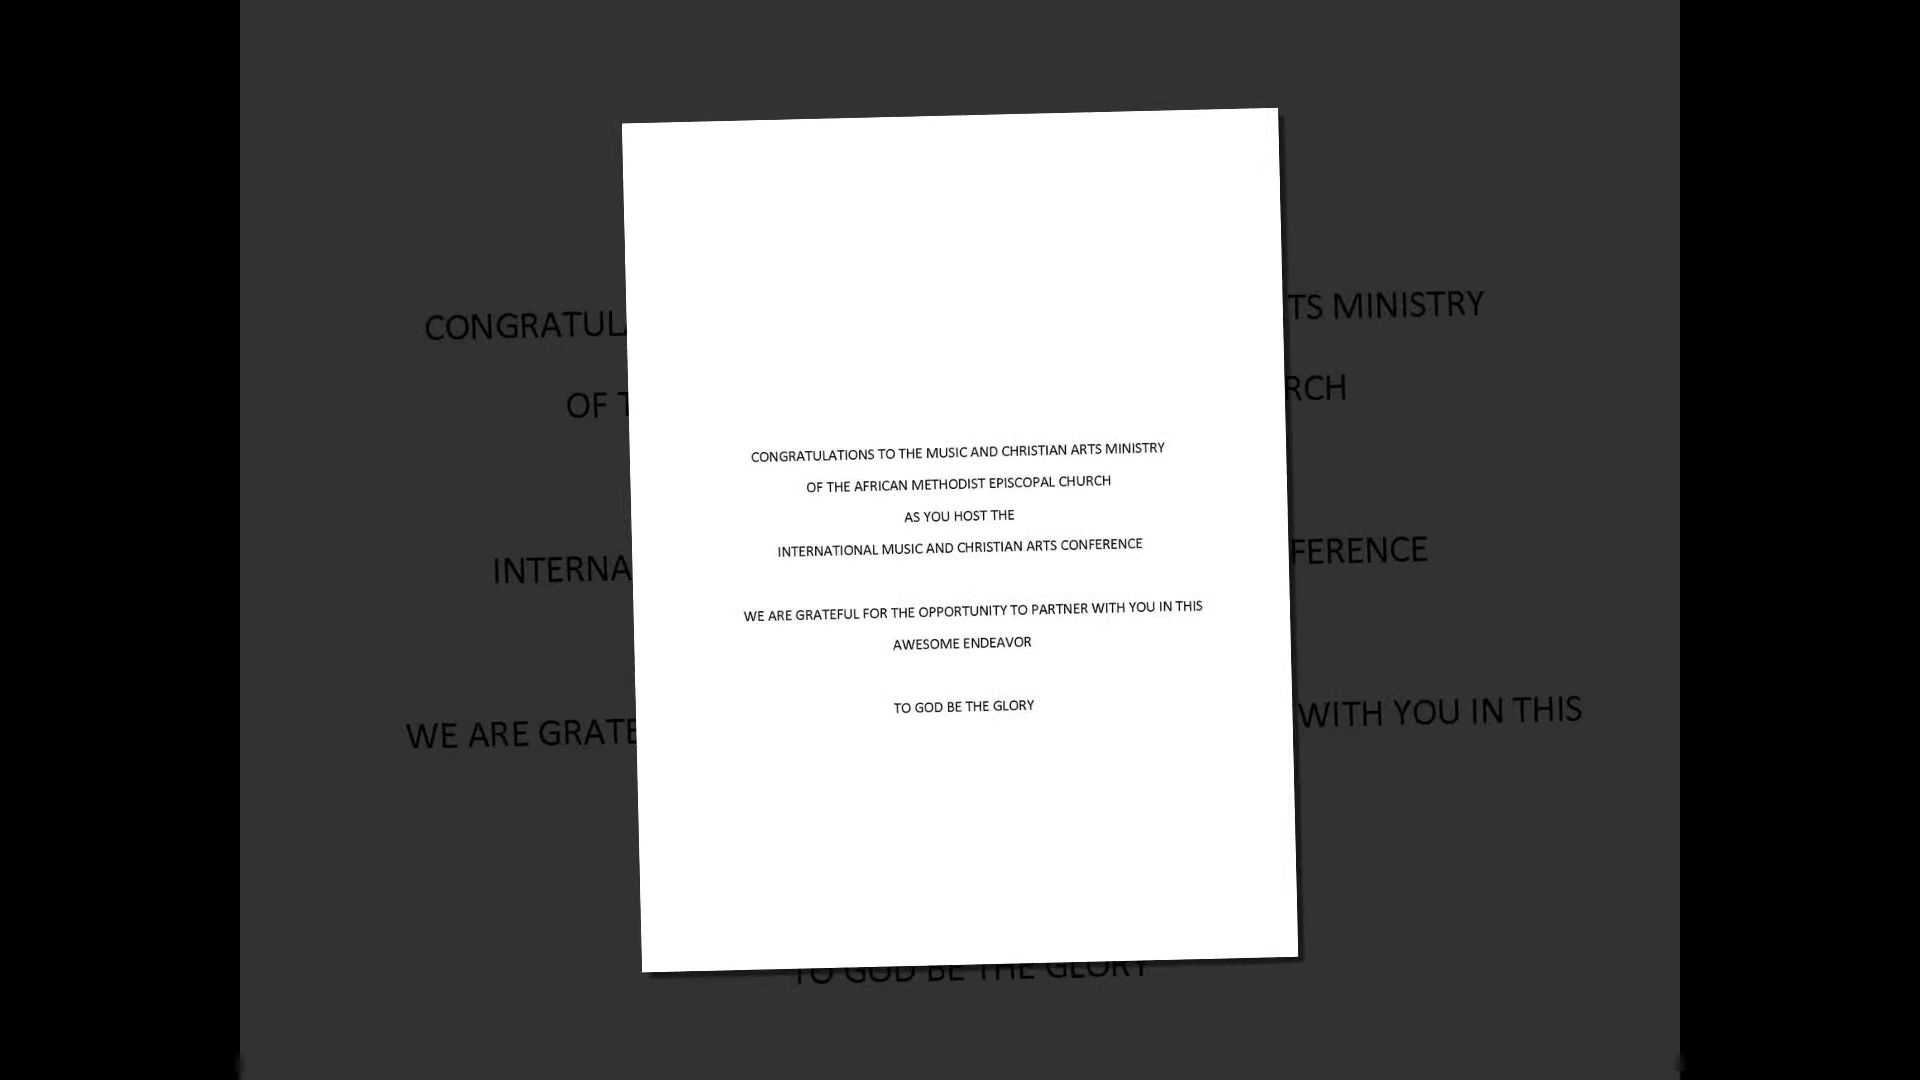 CONGRATULATIONS TO THE MUSIC AND CHRISTIAN ARTS MINISTRY
OF THE AFRICAN METHODIST EPISCOPAL CHURCH
AS YOU HOST THE
INTERNATIONAL MUSIC AND CHRISTIAN ARTS CONFERENCE
WE ARE GRATEFUL FOR THE OPPORTUNITY TO PARTNER WITH YOU IN THIS
AWESOME ENDEAVOR
TO GOD BE THE GLORY